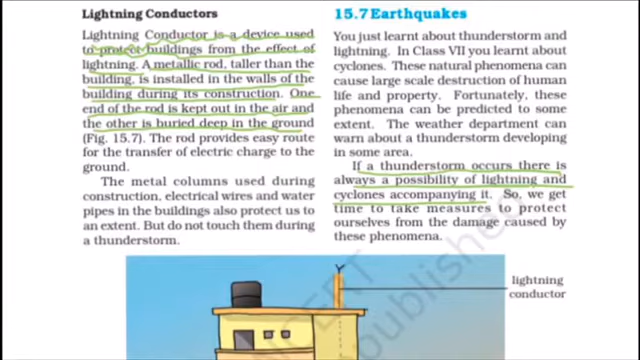 Lightning Conductors
Lightning Conductor is a device used
to protect buildings from the effect of
lightning. A metallic rod, taller than the
building, is installed in the walls of the
building during its construction. One
end of the rod is kept out in the air and
the other is buried deep in the ground
(Fig. 15.7). The rod provides easy route
for the transfer of electric charge to the
ground.
The metal columns used during
construction, electrical wires and water
pipes in the buildings also protect us to
an extent. But do not touch them during
a thunderstorm.
15.7 Earthquakes
You just learnt about thunderstorm and
lightning. In Class VII you learnt about
cyclones. These natural phenomena can
cause large scale destruction of human
life and property. Fortunately, these
phenomena can be predicted to some
extent. The weather department can
warn about a thunderstorm developing
in some area.
If a thunderstorm occurs there is
always a possibility of lightning and
cyclones accompanying it. So, we get
time to take measures to protect
ourselves from the damage caused by
these phenomena.
lightning
conductor